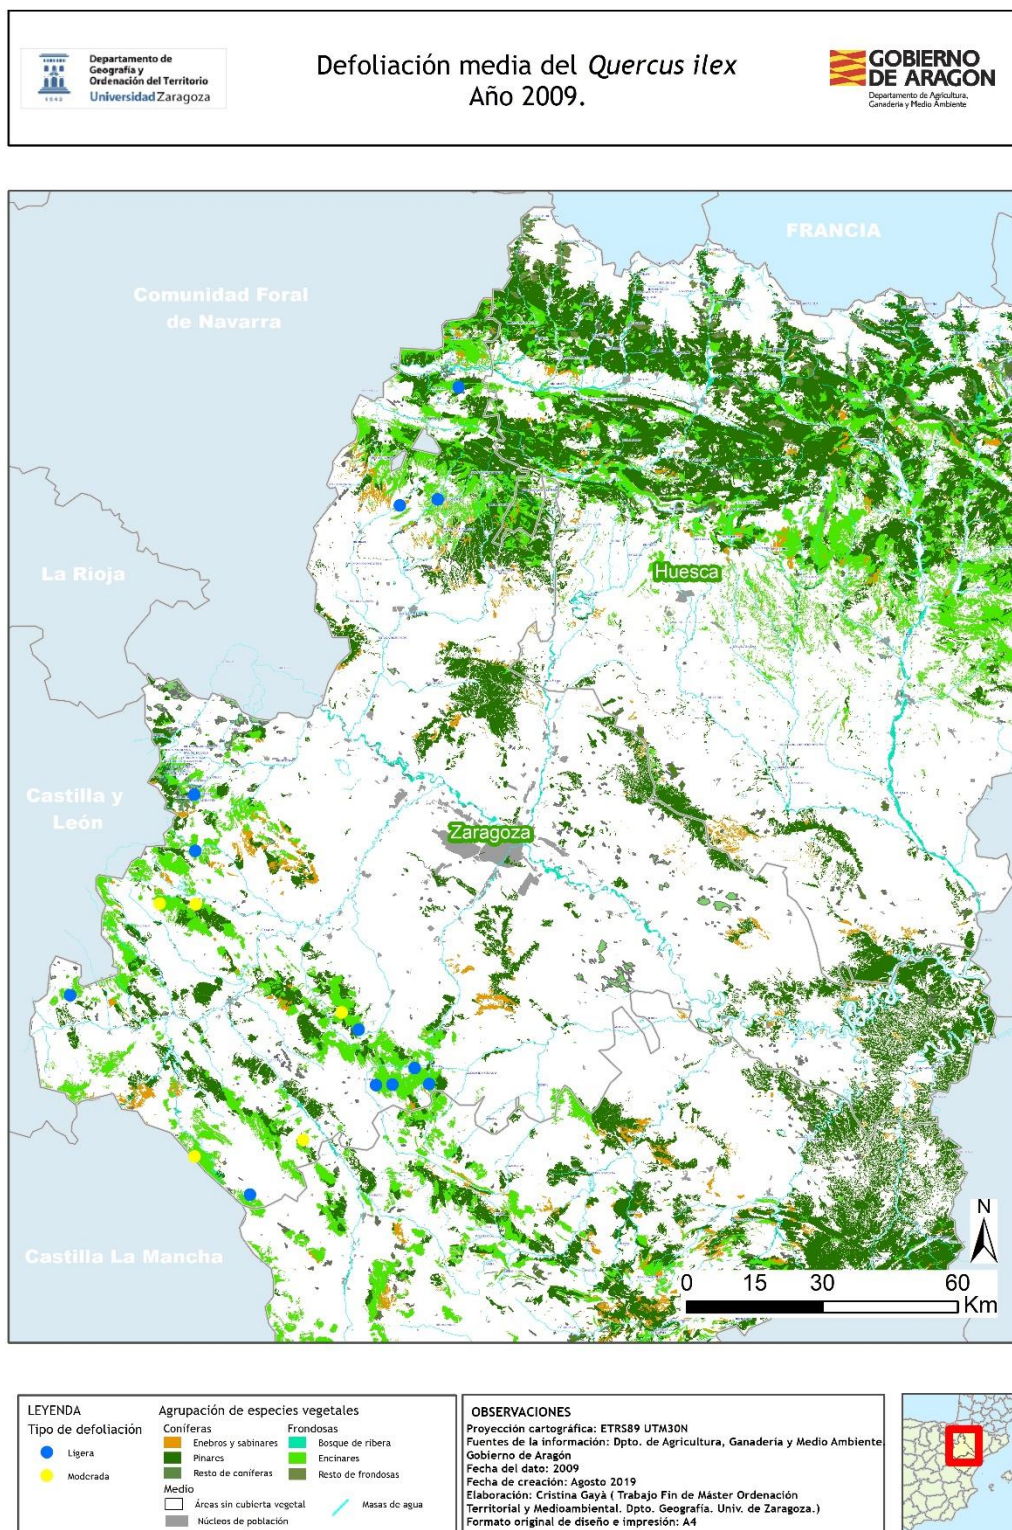 Departamento de
Geografía y
Ordenación del Territorio
Universidad Zaragoza
1542
Defoliación media del Quercus ilex
Año 2009.
GOBIERNO
DE ARAGON
Departamento de Agricultura,
Ganadería y Medio Ambiente
FRANCIA
Comunidad Foral
de Navarra
La Rioja
Huesca
Castilla y
León
Zaragoza
Castilla La Mancha
N
0 15 30 60
Km
LEYENDA
Tipo de defoliación
Ligera
Moderada
Agrupación de especies vegetales
Coníferas
Enebros y sabinares
Pinares
Resto de coníferas
Frondosas
Bosque de ribera
Encinares
Resto de frondosas
Medio
Áreas sin cubierta vegetal
Masas de agua
Núcleos de población
OBSERVACIONES
Proyección cartográfica: ETRS89 UTM30N
Fuentes de la información: Dpto. de Agricultura, Ganadería y Medio Ambiente.
Gobierno de Aragón
Fecha del dato: 2009
Fecha de creación: Agosto 2019
Elaboración: Cristina Gayà ( Trabajo Fin de Máster Ordenación
Territorial y Medioambiental. Dpto. Geografía. Univ. de Zaragoza.)
Formato original de diseño e impresión: A4